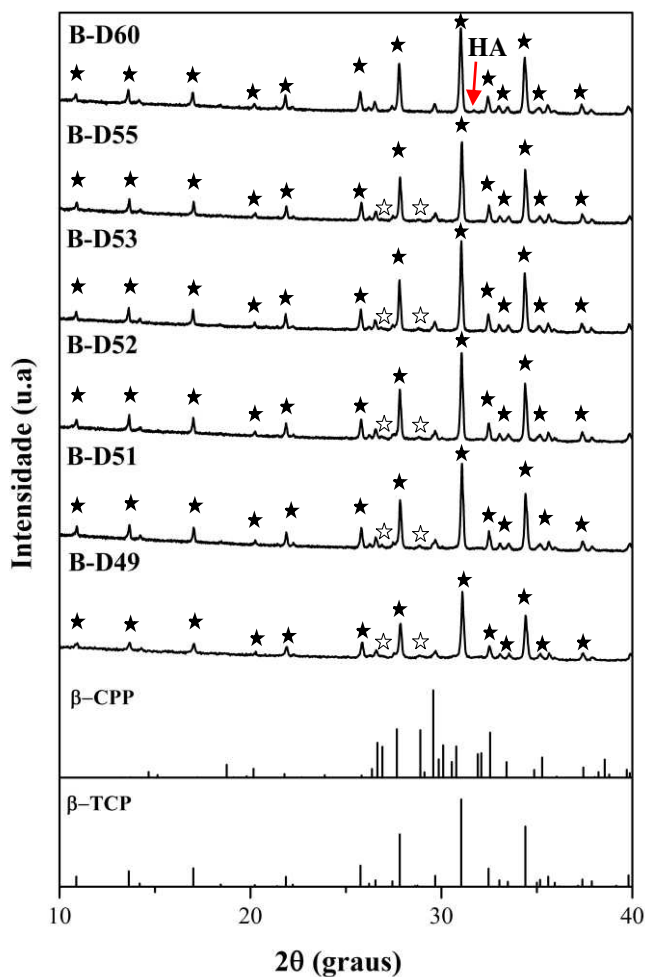 B-D60
HA
B-D55
B-D53
B-D52
B-D51
B-D49
β−CPP
β−TCP
Intensidade (u.a)
10
20
30
40
2θ (graus)